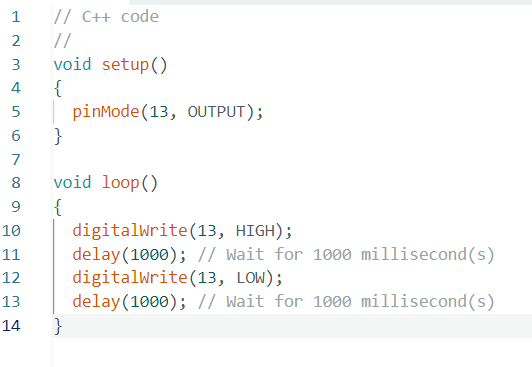 1 // C++ code
2 //
3 void setup()
4 {
5   pinMode(13, OUTPUT);
6 }
7
8 void loop()
9 {
10   digitalWrite(13, HIGH);
11   delay(1000); // Wait for 1000 millisecond(s)
12   digitalWrite(13, LOW);
13   delay(1000); // Wait for 1000 millisecond(s)
14 }